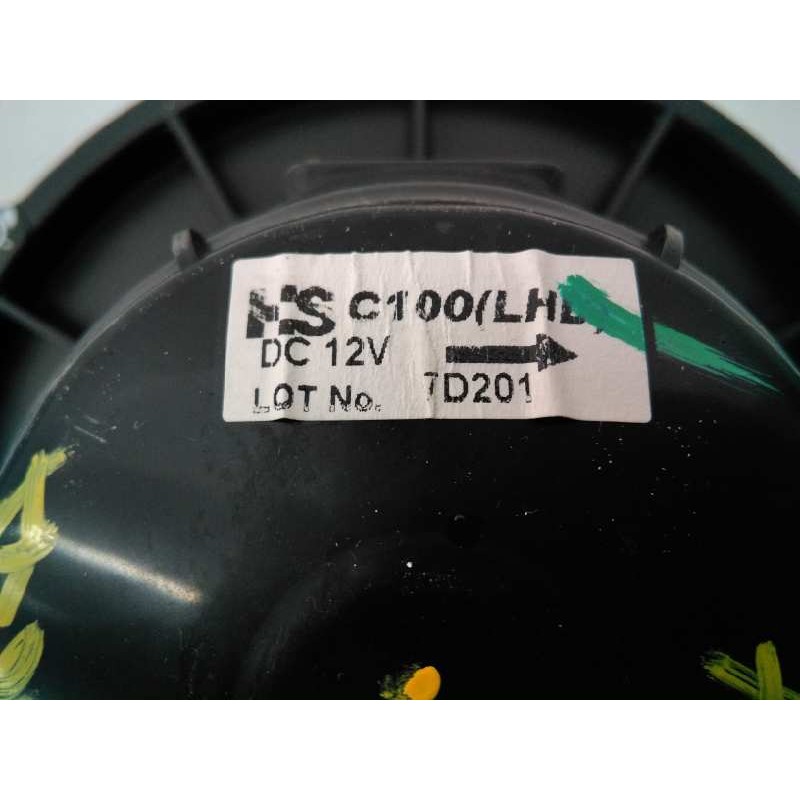 HS C100(LHD)
DC 12V
LOT No. 7D201